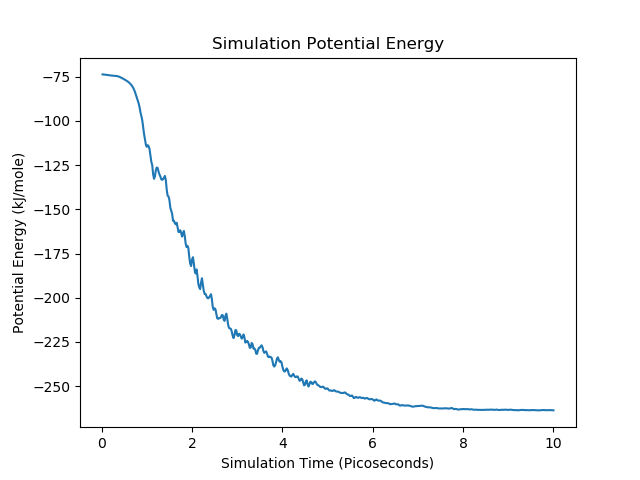 Simulation Potential Energy
Potential Energy (kJ/mole)
−75
−100
−125
−150
−175
−200
−225
−250
0 2 4 6 8 10
Simulation Time (Picoseconds)